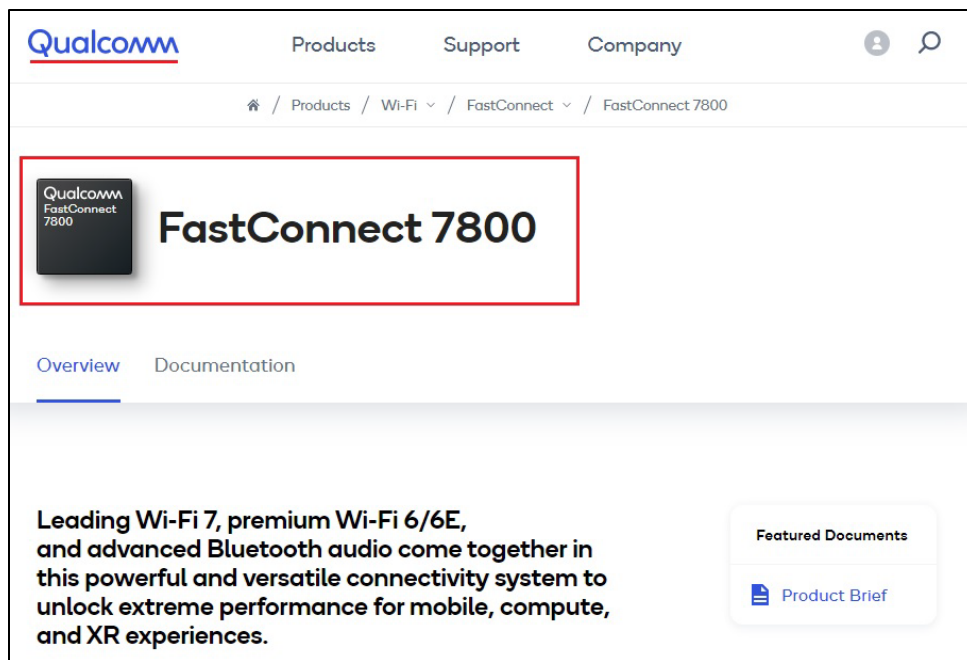 Qualcomm Products Support Company
/ Products / Wi-Fi / FastConnect / FastConnect 7800
Qualcomm
FastConnect
7800
FastConnect 7800
Overview Documentation
Leading Wi-Fi 7, premium Wi-Fi 6/6E,
and advanced Bluetooth audio come together in
this powerful and versatile connectivity system to
unlock extreme performance for mobile, compute,
and XR experiences.
Featured Documents
Product Brief